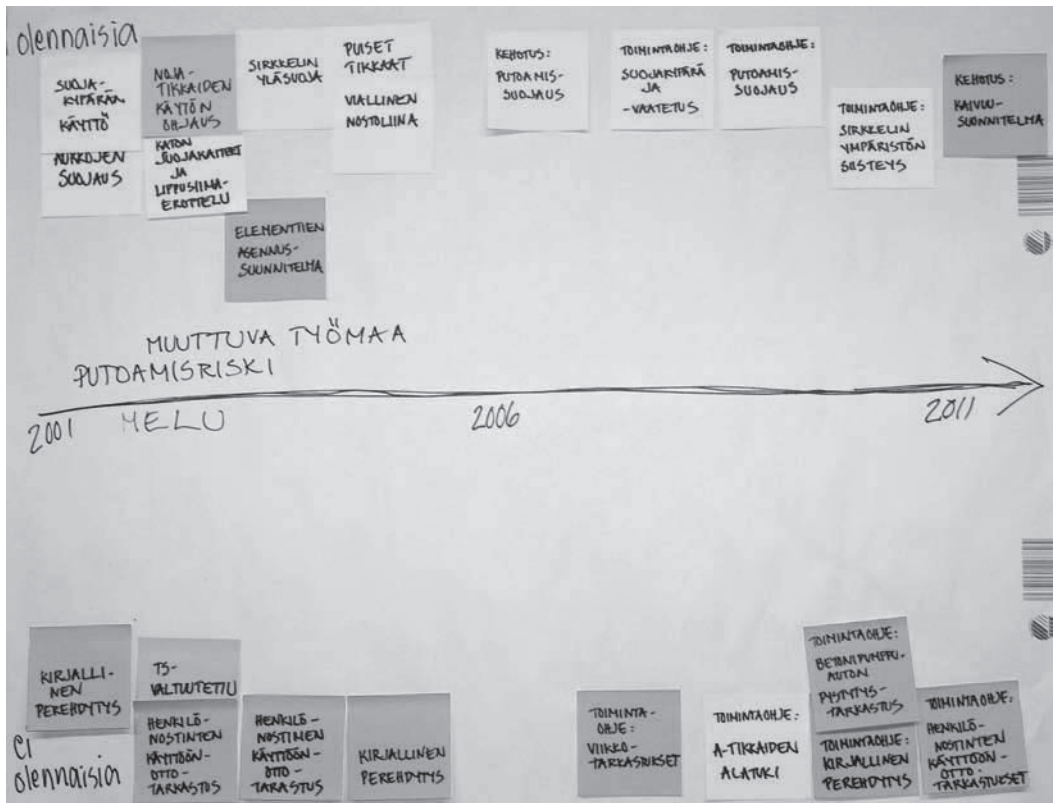 olennaisia
SUOJA-
KYPÄRÄN
KÄYTTÖ
AUKKOJEN
SUOJAUS
NOJA-
TIKKAIDEN
KÄYTÖN
OHJAUS
KATON
SUOJAKAITEET
JA
LIPPUSIIMA-
EROTTELU
SIRKKELIN
YLÄSUOJA
ELEMENTTIEN
ASENNUS-
SUUNNITELMA
PUISET
TIKKAAT
VIALLINEN
NOSTOLIINA
KEHOTUS:
PUTOAMIS-
SUOJAUS
TOIMINTAOHJE:
SUOJAKYPÄRÄ
JA
-VAATETUS
TOIMINTAOHJE:
PUTOAMIS-
SUOJAUS
TOIMINTAOHJE:
SIRKKELIN
YMPÄRISTÖN
SIISTEYS
KEHOTUS:
KAIVUU-
SUUNNITELMA
MUUTTUVA TYÖMAA
PUTOAMISRISKI
2001
MELU
2006
2011
KIRJALLI-
NEN
PEREHDYTYS
TS-
VALTUUTETTU
HENKILÖ-
NOSTINTEN
KÄYTTÖÖN-
OTTO-
TARKASTUS
HENKILÖ-
NOSTIMEN
KÄYTTÖÖN-
OTTO-
TARASTUS
KIRJALLINEN
PEREHDYTYS
TOIMINTA-
OHJE:
VIIKKO-
TARKASTUKSET
TOIMINTAOHJE:
A-TIKKAIDEN
ALATUKI
TOIMINTAOHJE:
BETONIPUMPPU-
AUTON
PYSTYTYS-
TARKASTUS
TOIMINTAOHJE:
KIRJALLINEN
PEREHDYTYS
TOIMINTAOHJE:
HENKILÖ-
NOSTINTEN
KÄYTTÖÖN-
OTTO-
TARKASTUKSET
ei
olennaisia